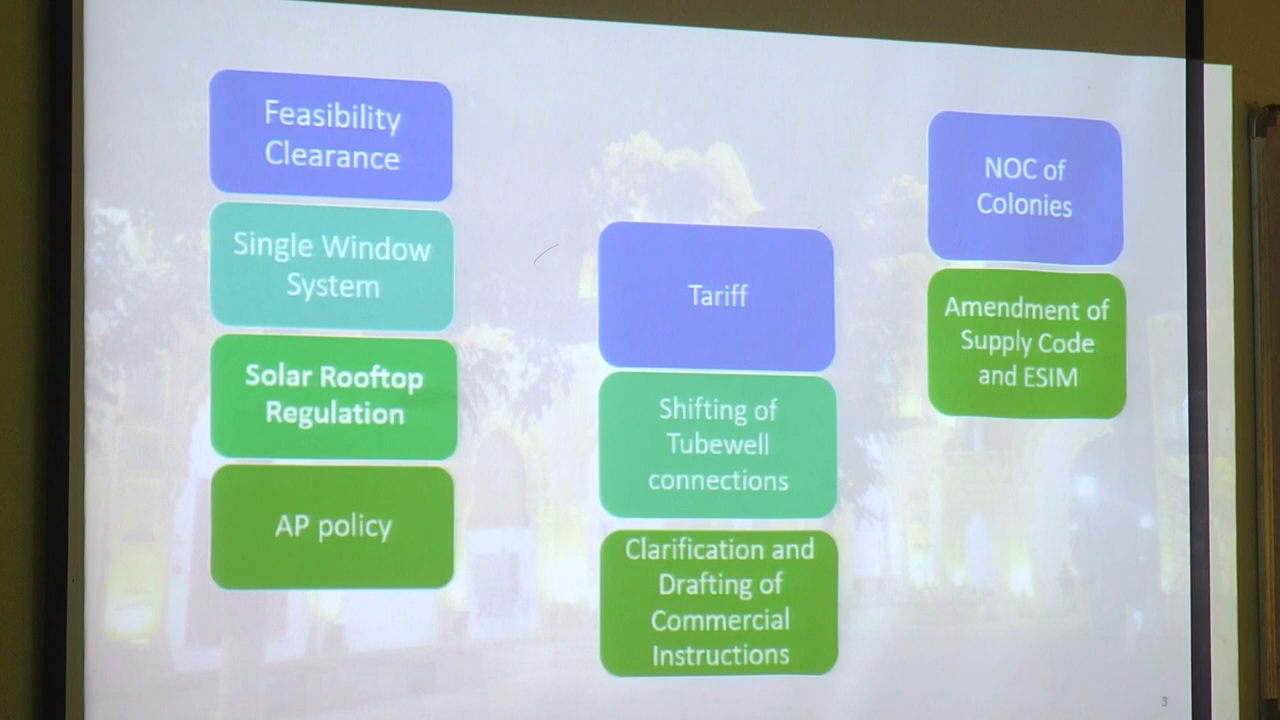 Feasibility
Clearance
Single Window
System
Solar Rooftop
Regulation
AP policy
Tariff
Shifting of
Tubewell
connections
Clarification and
Drafting of
Commercial
Instructions
NOC of
Colonies
Amendment of
Supply Code
and ESIM
3